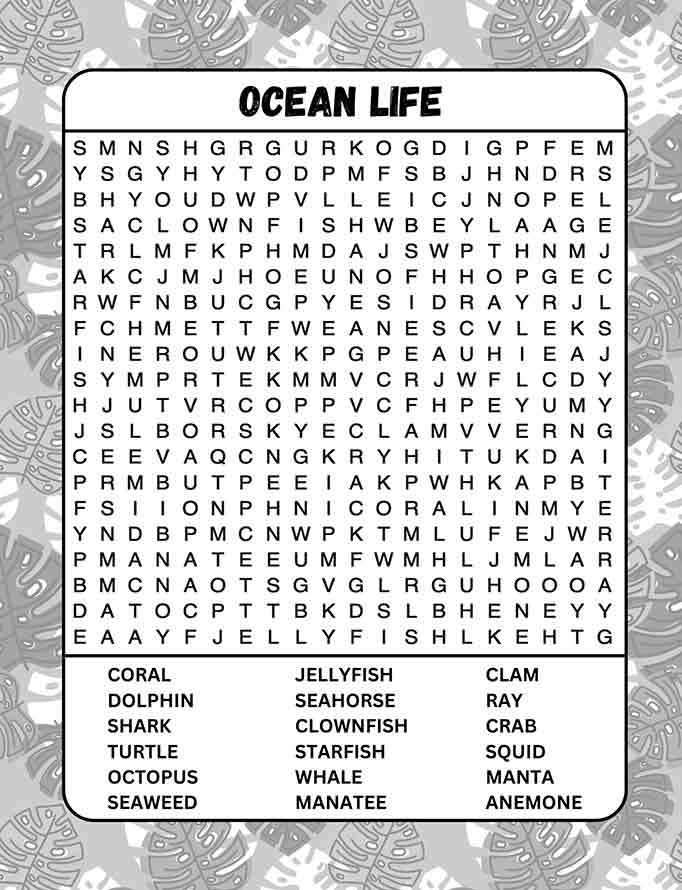 OCEAN LIFE
S M N S H G R G U R K O G D I G P F E M
Y S G Y H Y T O D P M F S B J H N D R S
B H Y O U D W P V L L E I C J N O P E L
S A C L O W N F I S H W B E Y L A A G E
T R L M F K P H M D A J S W P T H N M J
A K C J M J H O E U N O F H H O P G E C
R W F N B U C G P Y E S I D R A Y R J L
F C H M E T T F W E A N E S C V L E K S
I N E R O U W K K P G P E A U H I E A J
S Y M P R T E K M M V C R J W F L C D Y
H J U T V R C O P P V C F H P E Y U M Y
J S L B O R S K Y E C L A M V V E R N G
C E E V A Q C N G K R Y H I T U K D A I
P R M B U T P E E I A K P W H K A P B T
F S I I O N P H N I C O R A L I N M Y E
Y N D B P M C N W P K T M L U F E J W R
P M A N A T E E U M F W M H L J M L A R
B M C N A O T S G V G L R G U H O O O A
D A T O C P T T B K D S L B H E N E Y Y
E A A Y F J E L L Y F I S H L K E H T G
CORAL JELLYFISH CLAM
DOLPHIN SEAHORSE RAY
SHARK CLOWNFISH CRAB
TURTLE STARFISH SQUID
OCTOPUS WHALE MANTA
SEAWEED MANATEE ANEMONE